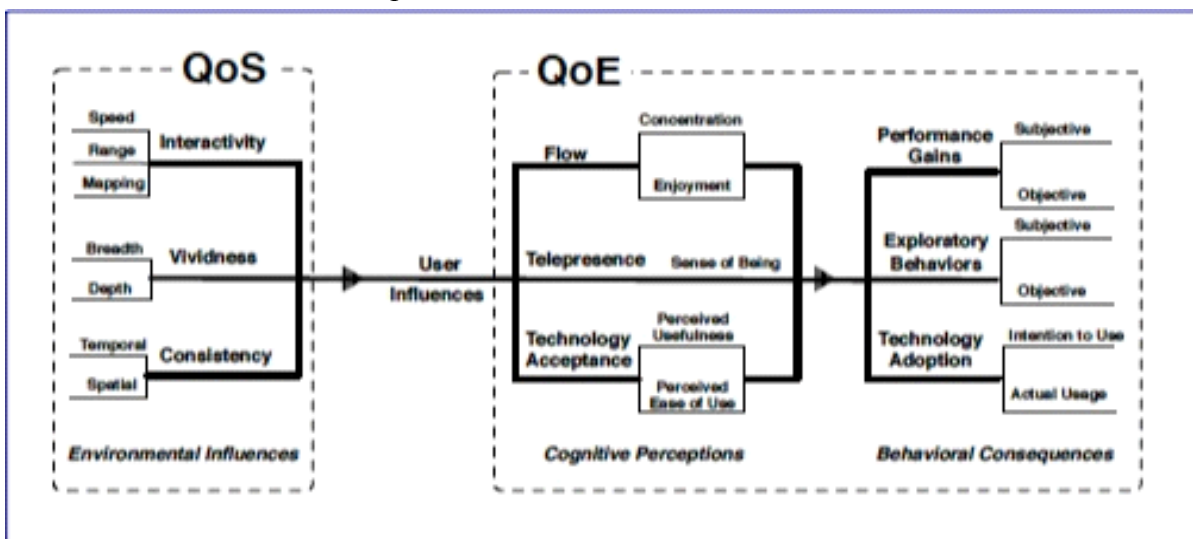 QoS
Speed
Range
Mapping
Interactivity
Breadth
Depth
Vividness
Temporal
Spatial
Consistency
Environmental Influences
User
Influences
QoE
Flow
Concentration
Enjoyment
Telepresence
Sense of Being
Technology
Acceptance
Perceived
Usefulness
Perceived
Ease of Use
Cognitive Perceptions
Performance
Gains
Subjective
Objective
Exploratory
Behaviors
Subjective
Objective
Technology
Adoption
Intention to Use
Actual Usage
Behavioral Consequences